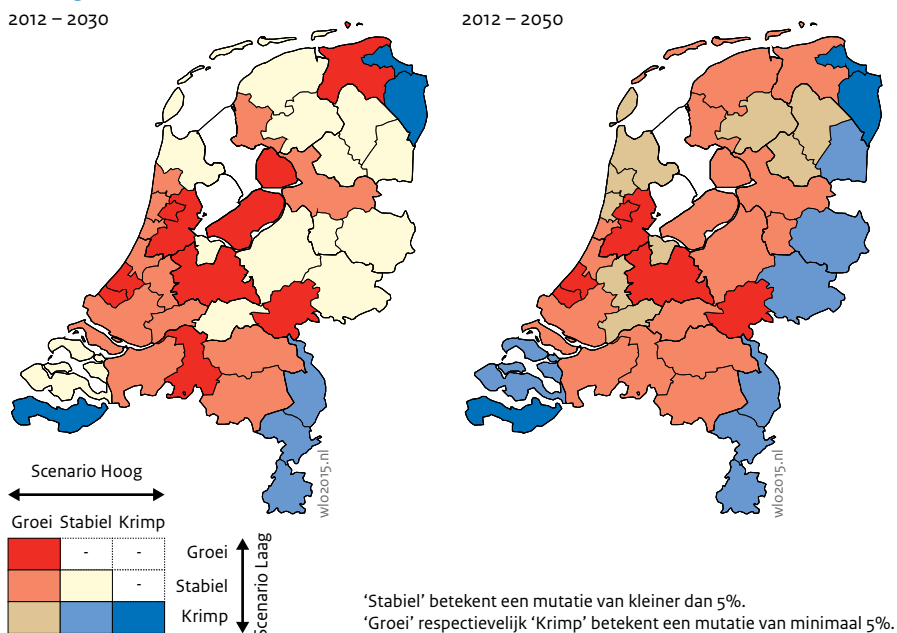 2012 – 2030
2012 – 2050
wlo2015.nl
wlo2015.nl
Scenario Hoog
Groei Stabiel Krimp
- - Groei
- Stabiel
Krimp
Scenario Laag
‘Stabiel’ betekent een mutatie van kleiner dan 5%.
‘Groei’ respectievelijk ‘Krimp’ betekent een mutatie van minimaal 5%.